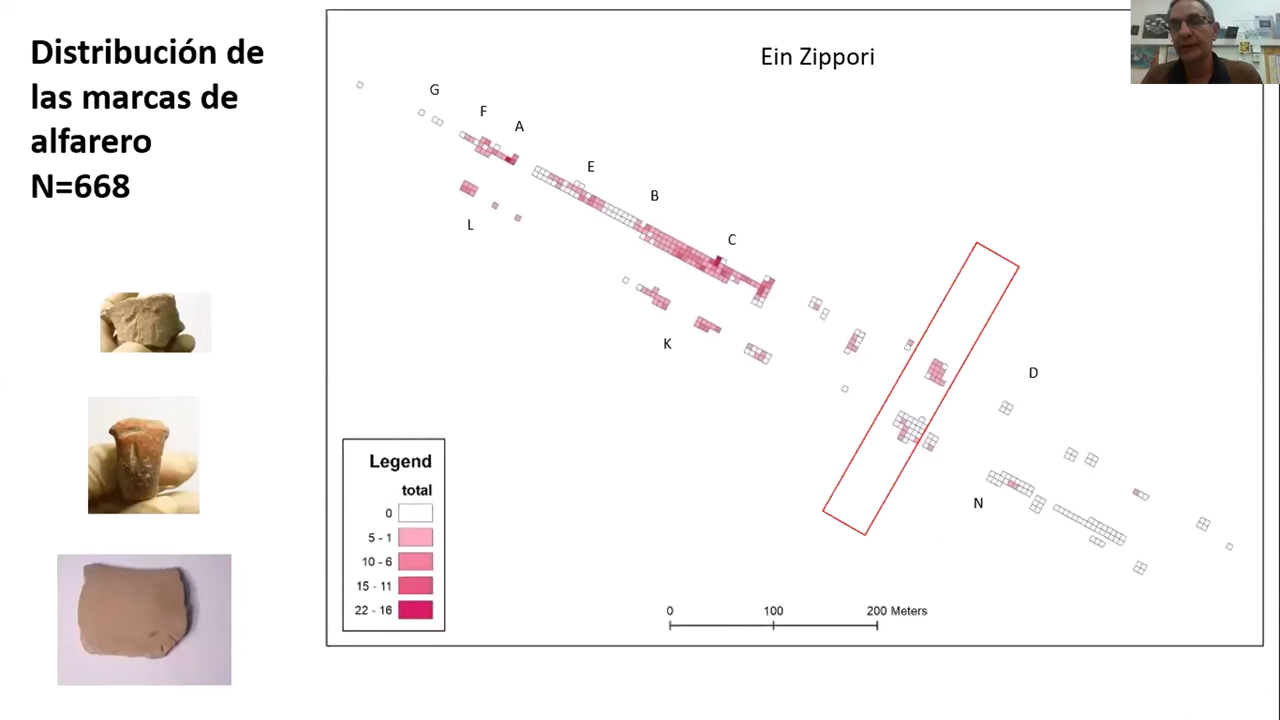 Distribución de
las marcas de
alfarero
N=668
Ein Zippori
G
F
A
E
B
L
C
K
D
N
Legend
total
0
5 - 1
10 - 6
15 - 11
22 - 16
0 100 200 Meters